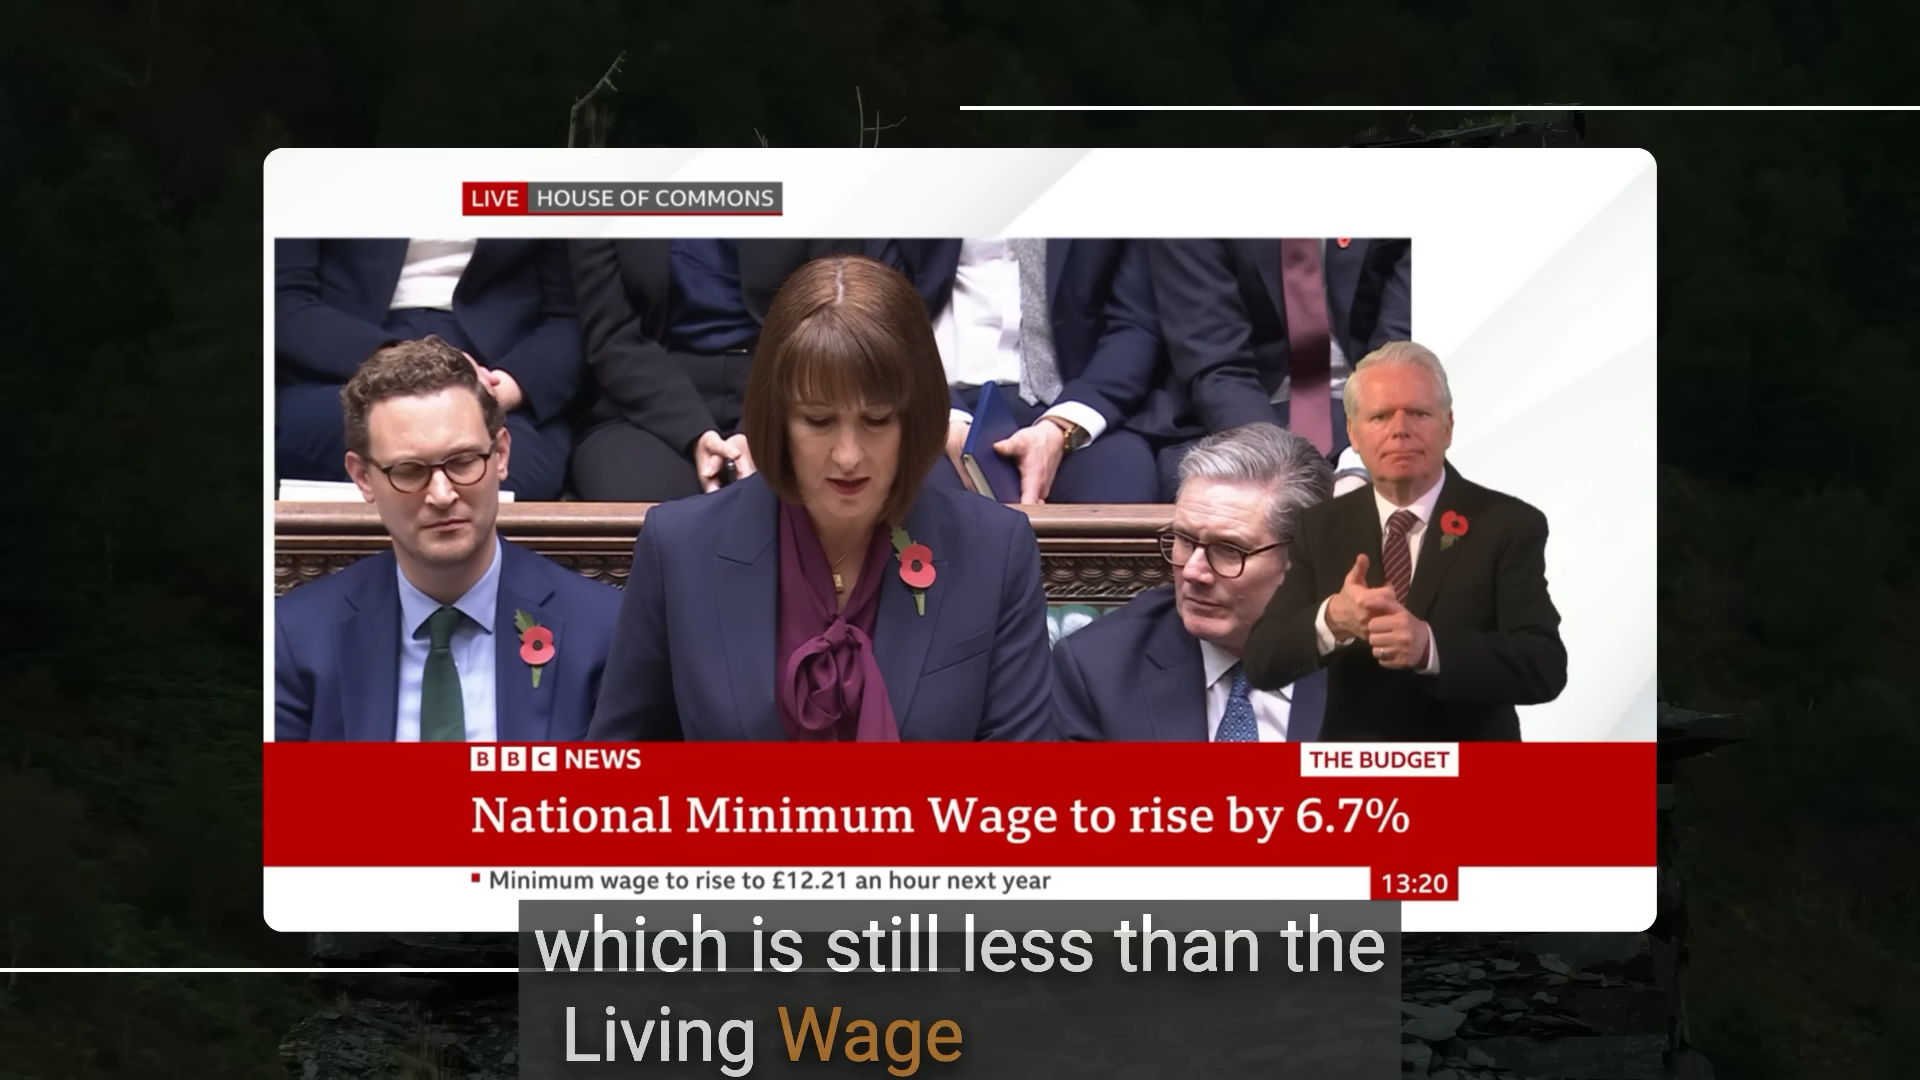 LIVE HOUSE OF COMMONS
BBC NEWS
THE BUDGET
National Minimum Wage to rise by 6.7%
Minimum wage to rise to £12.21 an hour next year
13:20
which is still less than the
Living Wage